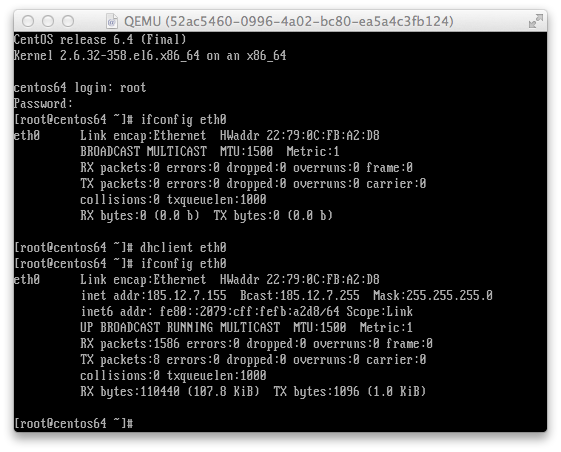 QEMU (52ac5460-0996-4a02-bc80-ea5a4c3fb124)
CentOS release 6.4 (Final)
Kernel 2.6.32-358.el6.x86_64 on an x86_64
centos64 login: root
Password:
[root@centos64 ~]# ifconfig eth0
eth0 Link encap:Ethernet HWaddr 22:79:0C:FB:A2:D8
BROADCAST MULTICAST MTU:1500 Metric:1
RX packets:0 errors:0 dropped:0 overruns:0 frame:0
TX packets:0 errors:0 dropped:0 overruns:0 carrier:0
collisions:0 txqueuelen:1000
RX bytes:0 (0.0 b) TX bytes:0 (0.0 b)
[root@centos64 ~]# dhclient eth0
[root@centos64 ~]# ifconfig eth0
eth0 Link encap:Ethernet HWaddr 22:79:0C:FB:A2:D8
inet addr:185.12.7.155 Bcast:185.12.7.255 Mask:255.255.255.0
inet6 addr: fe80::2079:cff:fefb:a2d8/64 Scope:Link
UP BROADCAST RUNNING MULTICAST MTU:1500 Metric:1
RX packets:1586 errors:0 dropped:0 overruns:0 frame:0
TX packets:8 errors:0 dropped:0 overruns:0 carrier:0
collisions:0 txqueuelen:1000
RX bytes:110440 (107.8 KiB) TX bytes:1096 (1.0 KiB)
[root@centos64 ~]#